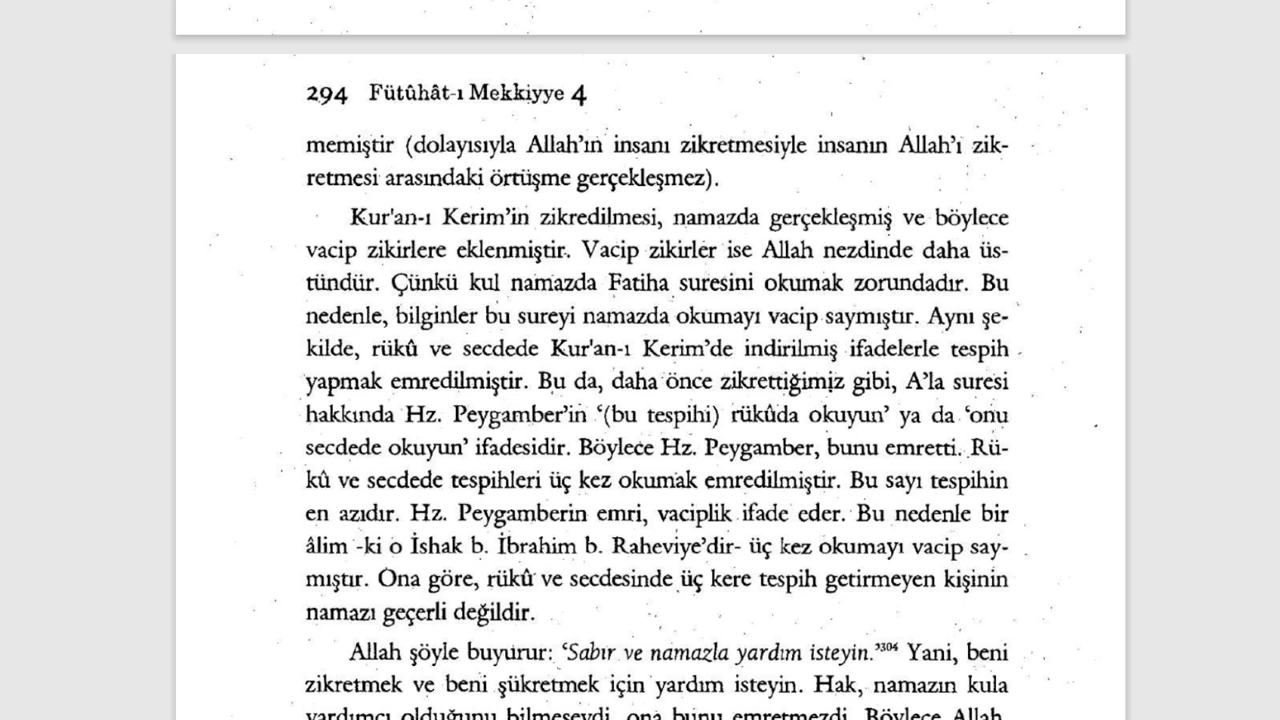 294 Fütûhât-ı Mekkiyye 4
memiştir (dolayısıyla Allah’ın insanı zikretmesiyle insanın Allah’ı zik-
retmesi arasındaki örtüşme gerçekleşmez).
Kur'an-ı Kerim’in zikredilmesi, namazda gerçekleşmiş ve böylece
vacip zikirlere eklenmiştir. Vacip zikirler ise Allah nezdinde daha üs-
tündür. Çünkü kul namazda Fatiha suresini okumak zorundadır. Bu
nedenle, bilginler bu sureyi namazda okumayı vacip saymıştır. Aynı şe-
kilde, rükû ve secdede Kur'an-ı Kerim’de indirilmiş ifadelerle tespih
yapmak emredilmiştir. Bu da, daha önce zikrettiğimiz gibi, A’la suresi
hakkında Hz. Peygamber’in ‘(bu tespihi) rükûda okuyun’ ya da ‘onu
secdede okuyun’ ifadesidir. Böylece Hz. Peygamber, bunu emretti. Rü-
kû ve secdede tespihleri üç kez okumak emredilmiştir. Bu sayı tespihin
en azıdır. Hz. Peygamberin emri, vaciplik ifade eder. Bu nedenle bir
âlim -ki o İshak b. İbrahim b. Raheviye’dir- üç kez okumayı vacip say-
mıştır. Ona göre, rükû ve secdesinde üç kere tespih getirmeyen kişinin
namazı geçerli değildir.
Allah şöyle buyurur: ‘Sabır ve namazla yardım isteyin.’³⁰⁴ Yani, beni
zikretmek ve beni şükretmek için yardım isteyin. Hak, namazın kula
yardımcı olduğunu bilmeseydi, ona bunu emretmezdi. Böylece Allah,